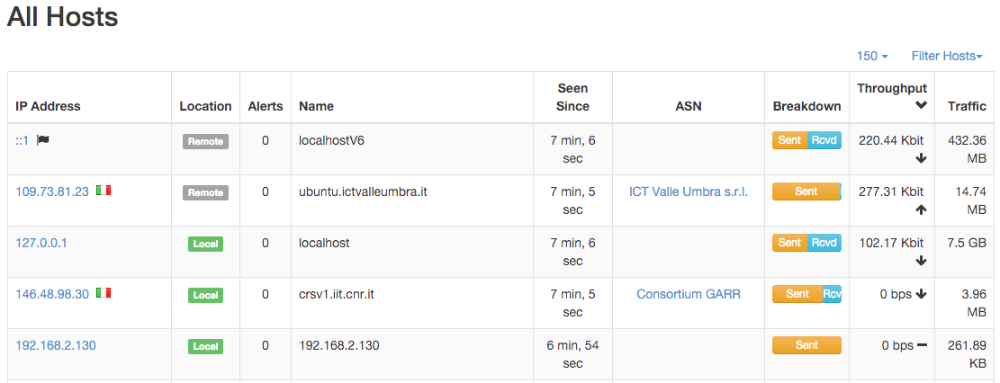 All Hosts
150 Filter Hosts
IP Address Location Alerts Name Seen Since ASN Breakdown Throughput Traffic
::1 Remote 0 localhostV6 7 min, 6 sec Sent Rcvd 220.44 Kbit 432.36 MB
109.73.81.23 Remote 0 ubuntu.ictvalleumbra.it 7 min, 5 sec ICT Valle Umbra s.r.l. Sent 277.31 Kbit 14.74 MB
127.0.0.1 Local 0 localhost 7 min, 6 sec Sent Rcvd 102.17 Kbit 7.5 GB
146.48.98.30 Local 0 crsv1.iit.cnr.it 7 min, 5 sec Consortium GARR Sent Rcv 0 bps 3.96 MB
192.168.2.130 Local 0 192.168.2.130 6 min, 54 sec Sent 0 bps 261.89 KB